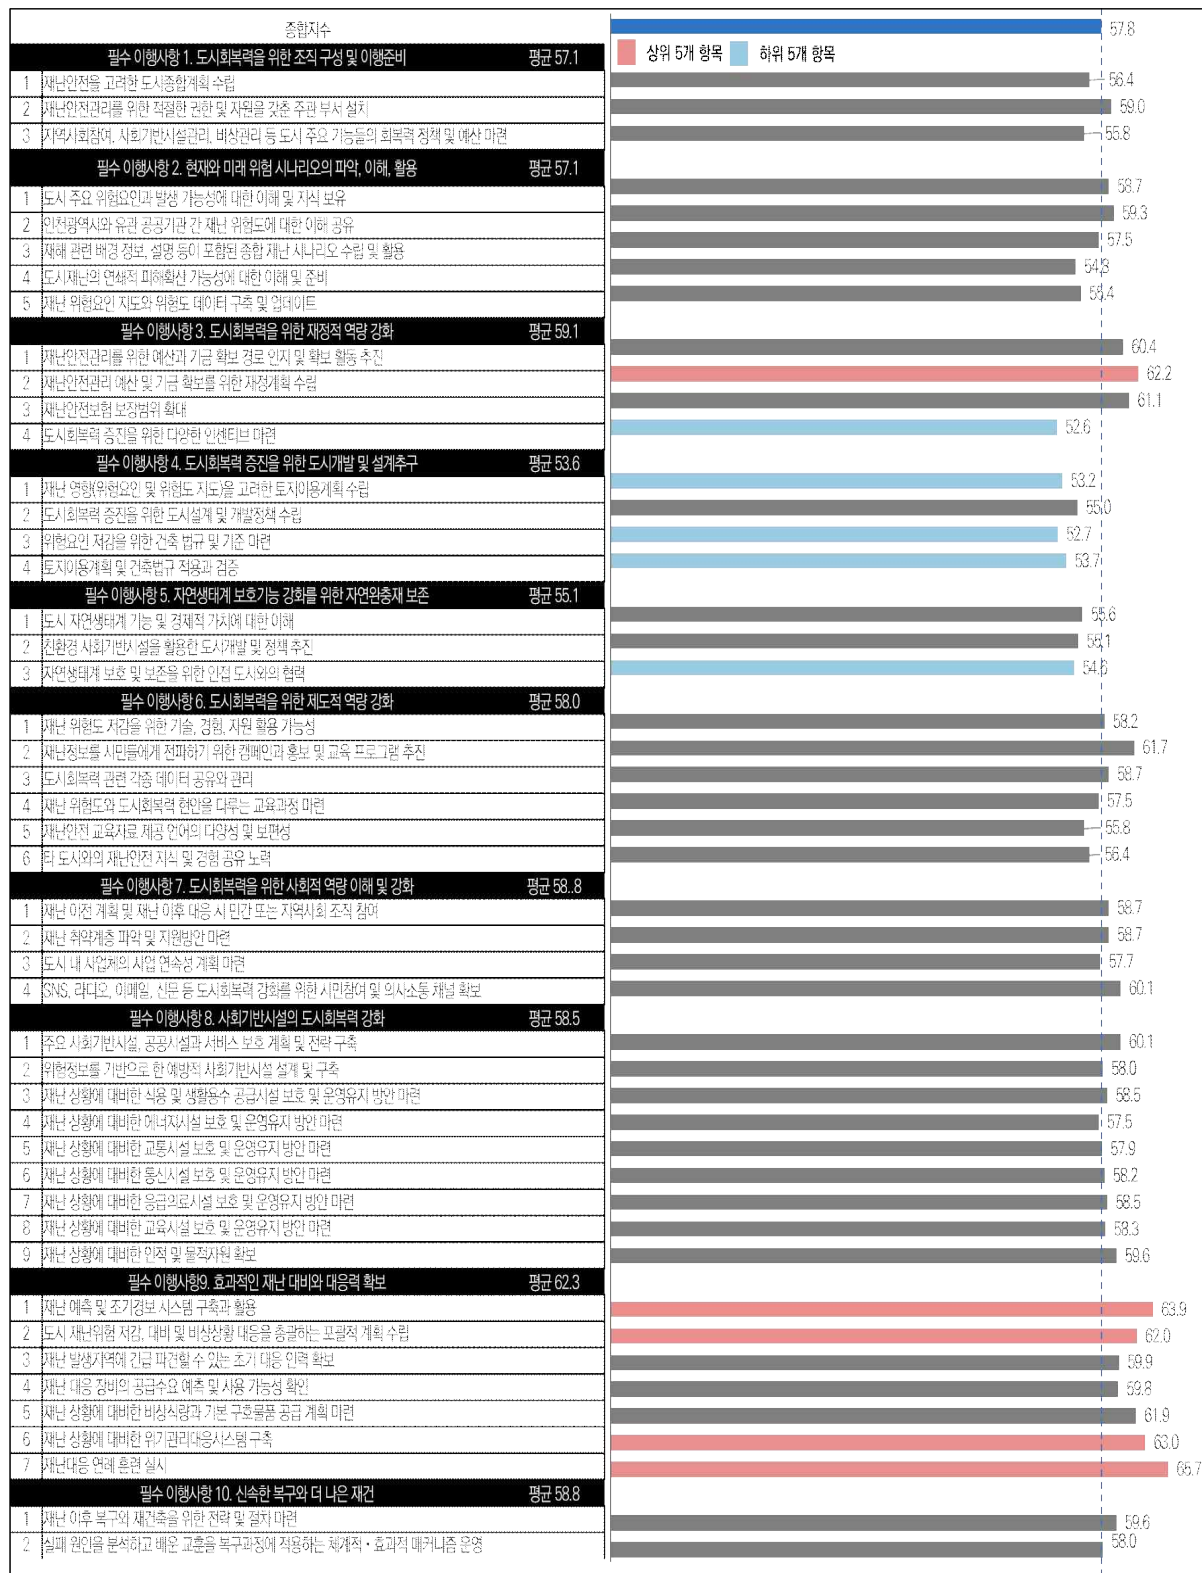 종합지수 57.8
상위 5개 항목 하위 5개 항목
필수 이행사항 1. 도시회복력을 위한 조직 구성 및 이행준비 평균 57.1
1 재난안전을 고려한 도시종합계획 수립 56.4
2 재난안전관리를 위한 적절한 권한 및 자원을 갖춘 주관 부서 설치 59.0
3 지역사회참여, 사회기반시설관리, 비상관리 등 도시 주요 기능들의 회복력 정책 및 예산 마련 55.8
필수 이행사항 2. 현재와 미래 위험 시나리오의 파악, 이해, 활용 평균 57.1
1 도시 주요 위험요인과 발생 가능성에 대한 이해 및 지식 보유 58.7
2 인천광역시와 유관 공공기관 간 재난 위험도에 대한 이해 공유 59.3
3 재해 관련 배경 정보, 설명 등이 포함된 종합 재난 시나리오 수립 및 활용 57.5
4 도시재난의 연쇄적 피해확산 가능성에 대한 이해 및 준비
5 재난 위험요인 지도와 위험도 데이터 구축 및 업데이트 55.4
필수 이행사항 3. 도시회복력을 위한 재정적 역량 강화 평균 59.1
1 재난안전관리를 위한 예산과 기금 확보 경로 인지 및 확보 활동 추진 60.4
2 재난안전관리 예산 및 기금 확보를 위한 재정계획 수립 62.2
3 재난안전보험 보장범위 확대 61.1
4 도시회복력 증진을 위한 다양한 인센티브 마련 52.6
필수 이행사항 4. 도시회복력 증진을 위한 도시개발 및 설계추구 평균 53.6
1 재난 영향(위험요인 및 위험도 지도)을 고려한 토지이용계획 수립 53.2
2 도시회복력 증진을 위한 도시설계 및 개발정책 수립 55.0
3 위험요인 저감을 위한 건축 법규 및 기준 마련 52.7
4 토지이용계획 및 건축법규 적용과 검증 53.7
필수 이행사항 5. 자연생태계 보호기능 강화를 위한 자연완충재 보존 평균 55.1
1 도시 자연생태계 기능 및 경제적 가치에 대한 이해 55.6
2 친환경 사회기반시설을 활용한 도시개발 및 정책 추진 55.1
3 자연생태계 보호 및 보존을 위한 인접 도시와의 협력 54.6
필수 이행사항 6. 도시회복력을 위한 제도적 역량 강화 평균 58.0
1 재난 위험도 저감을 위한 기술, 경험, 자원 활용 가능성 58.2
2 재난정보를 시민들에게 전파하기 위한 캠페인과 홍보 및 교육 프로그램 추진 61.7
3 도시회복력 관련 각종 데이터 공유와 관리 58.7
4 재난 위험도와 도시회복력 현안을 다루는 교육과정 마련 57.5
5 재난안전 교육자료 제공 언어의 다양성 및 보편성 55.8
6 타 도시와의 재난안전 지식 및 경험 공유 노력 56.4
필수 이행사항 7. 도시회복력을 위한 사회적 역량 이해 및 강화 평균 58..8
1 재난 이전 계획 및 재난 이후 대응 시 민간 또는 지역사회 조직 참여 58.7
2 재난 취약계층 파악 및 지원방안 마련 58.7
3 도시 내 사업체의 사업 연속성 계획 마련 57.7
4 SNS, 라디오, 이메일, 신문 등 도시회복력 강화를 위한 시민참여 및 의사소통 채널 확보 60.1
필수 이행사항 8. 사회기반시설의 도시회복력 강화 평균 58.5
1 주요 사회기반시설, 공공시설과 서비스 보호 계획 및 전략 구축 60.1
2 위험정보를 기반으로 한 예방적 사회기반시설 설계 및 구축 58.0
3 재난 상황에 대비한 식용 및 생활용수 공급시설 보호 및 운영유지 방안 마련 58.5
4 재난 상황에 대비한 에너지시설 보호 및 운영유지 방안 마련 57.5
5 재난 상황에 대비한 교통시설 보호 및 운영유지 방안 마련 57.9
6 재난 상황에 대비한 통신시설 보호 및 운영유지 방안 마련 58.2
7 재난 상황에 대비한 응급의료시설 보호 및 운영유지 방안 마련 58.5
8 재난 상황에 대비한 교육시설 보호 및 운영유지 방안 마련 58.3
9 재난 상황에 대비한 인적 및 물적자원 확보 59.6
필수 이행사항9. 효과적인 재난 대비와 대응력 확보 평균 62.3
1 재난 예측 및 조기경보 시스템 구축과 활용 63.9
2 도시 재난위험 저감, 대비 및 비상상황 대응을 총괄하는 포괄적 계획 수립 62.0
3 재난 발생지역에 긴급 파견할 수 있는 초기 대응 인력 확보 59.9
4 재난 대응 장비의 공급수요 예측 및 사용 가능성 확인 59.8
5 재난 상황에 대비한 비상식량과 기본 구호물품 공급 계획 마련 61.9
6 재난 상황에 대비한 위기관리대응시스템 구축 63.0
7 재난대응 연례 훈련 실시 65.7
필수 이행사항 10. 신속한 복구와 더 나은 재건 평균 58.8
1 재난 이후 복구와 재건축을 위한 전략 및 절차 마련 59.6
2 실패 원인을 분석하고 배운 교훈을 복구과정에 적용하는 체계적・효과적 메커니즘 운영 58.0